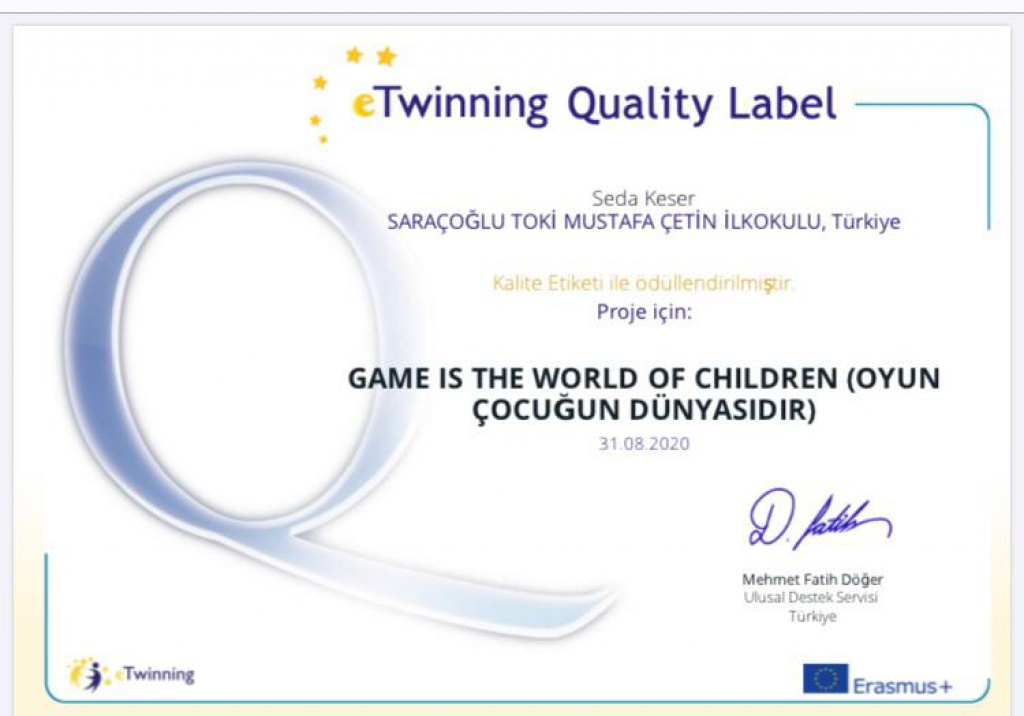 eTwinning Quality Label
Seda Keser
SARAÇOĞLU TOKİ MUSTAFA ÇETİN İLKOKULU, Türkiye
Kalite Etiketi ile ödüllendirilmiştir.
Proje için:
GAME IS THE WORLD OF CHILDREN (OYUN
ÇOCUĞUN DÜNYASIDIR)
31.08.2020
D. fatih
Mehmet Fatih Döğer
Ulusal Destek Servisi
Türkiye
eTwinning
Erasmus+